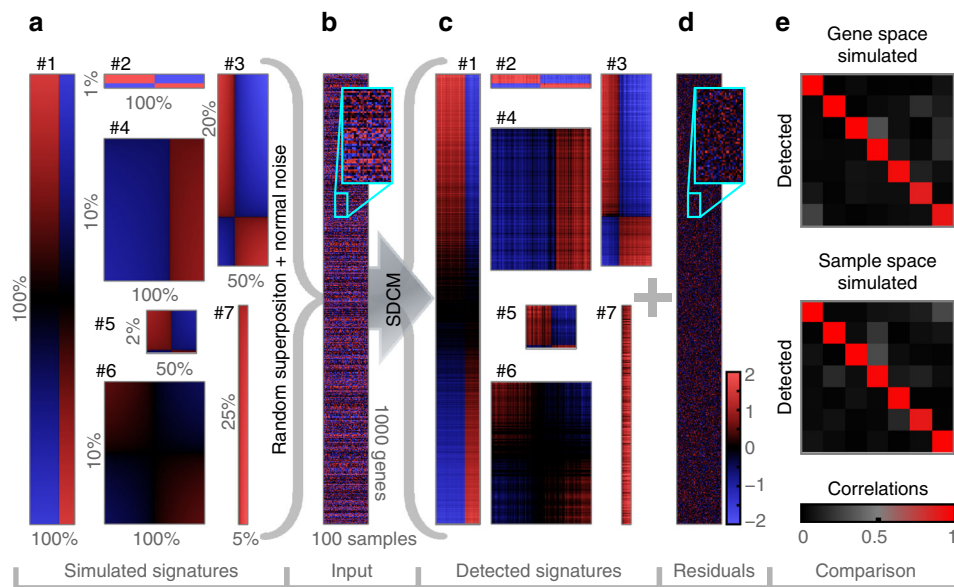 a
b
c
d
e
#1
#2
#3
1%
100%
20%
#4
10%
100%
50%
100%
#5
2%
50%
#7
#6
10%
25%
100%
100%
5%
Random superpositon + normal noise
1000 genes
100 samples
SDCM
#1
#2
#3
#4
#5
#7
#6
+
2
1
0
−1
−2
Gene space
simulated
Detected
Sample space
simulated
Detected
Correlations
0
0.5
1
Simulated signatures
Input
Detected signatures
Residuals
Comparison